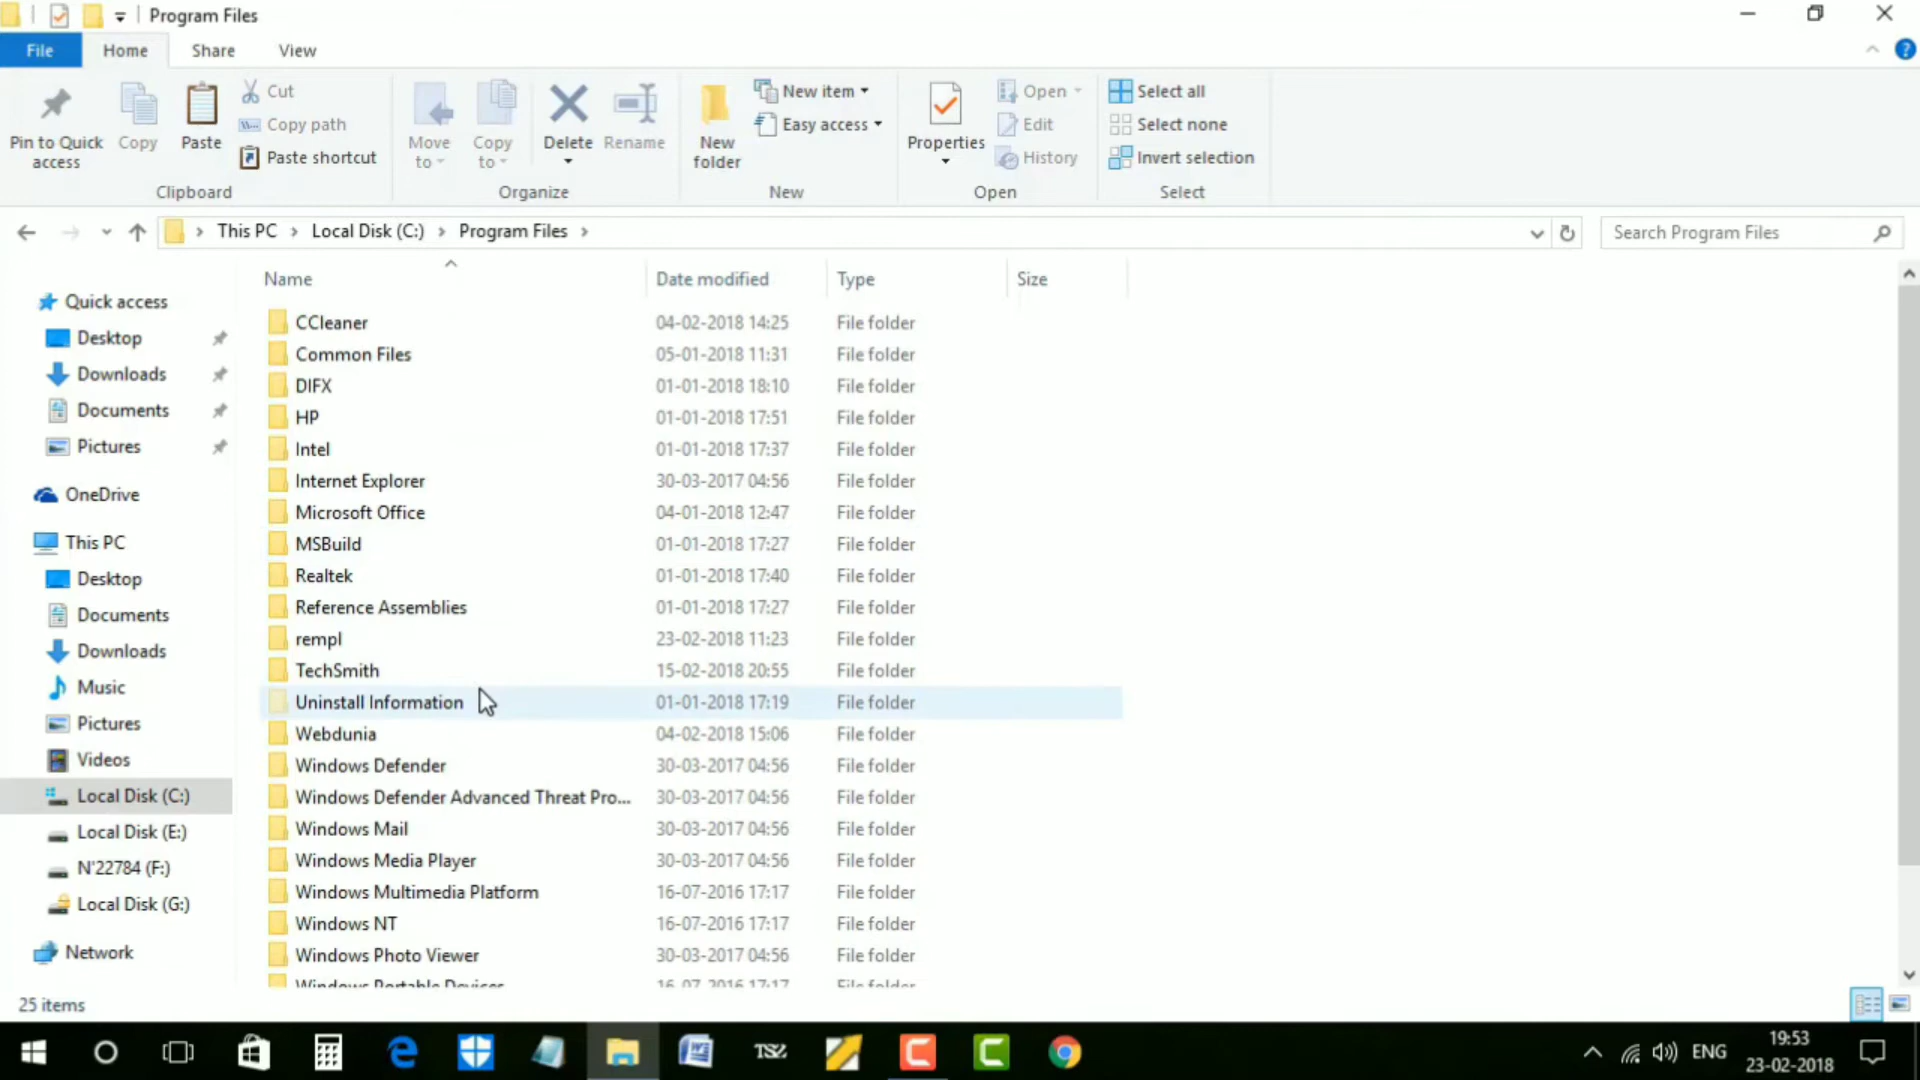 Program Files
File Home Share View
Pin to Quick access
Copy
Paste
Cut
Copy path
Paste shortcut
Clipboard
Move to
Copy to
Delete
Rename
Organize
New folder
New item
Easy access
New
Properties
Open
Edit
History
Open
Select all
Select none
Invert selection
Select
This PC Local Disk (C:) Program Files
Search Program Files
Quick access
Desktop
Downloads
Documents
Pictures
OneDrive
This PC
Desktop
Documents
Downloads
Music
Pictures
Videos
Local Disk (C:)
Local Disk (E:)
N'22784 (F:)
Local Disk (G:)
Network
Name Date modified Type Size
CCleaner 04-02-2018 14:25 File folder
Common Files 05-01-2018 11:31 File folder
DIFX 01-01-2018 18:10 File folder
HP 01-01-2018 17:51 File folder
Intel 01-01-2018 17:37 File folder
Internet Explorer 30-03-2017 04:56 File folder
Microsoft Office 04-01-2018 12:47 File folder
MSBuild 01-01-2018 17:27 File folder
Realtek 01-01-2018 17:40 File folder
Reference Assemblies 01-01-2018 17:27 File folder
rempl 23-02-2018 11:23 File folder
TechSmith 15-02-2018 20:55 File folder
Uninstall Information 01-01-2018 17:19 File folder
Webdunia 04-02-2018 15:06 File folder
Windows Defender 30-03-2017 04:56 File folder
Windows Defender Advanced Threat Pro... 30-03-2017 04:56 File folder
Windows Mail 30-03-2017 04:56 File folder
Windows Media Player 30-03-2017 04:56 File folder
Windows Multimedia Platform 16-07-2016 17:17 File folder
Windows NT 16-07-2016 17:17 File folder
Windows Photo Viewer 30-03-2017 04:56 File folder
Windows Portable Devices 16-07-2016 17:17 File folder
25 items
ENG
19:53
23-02-2018